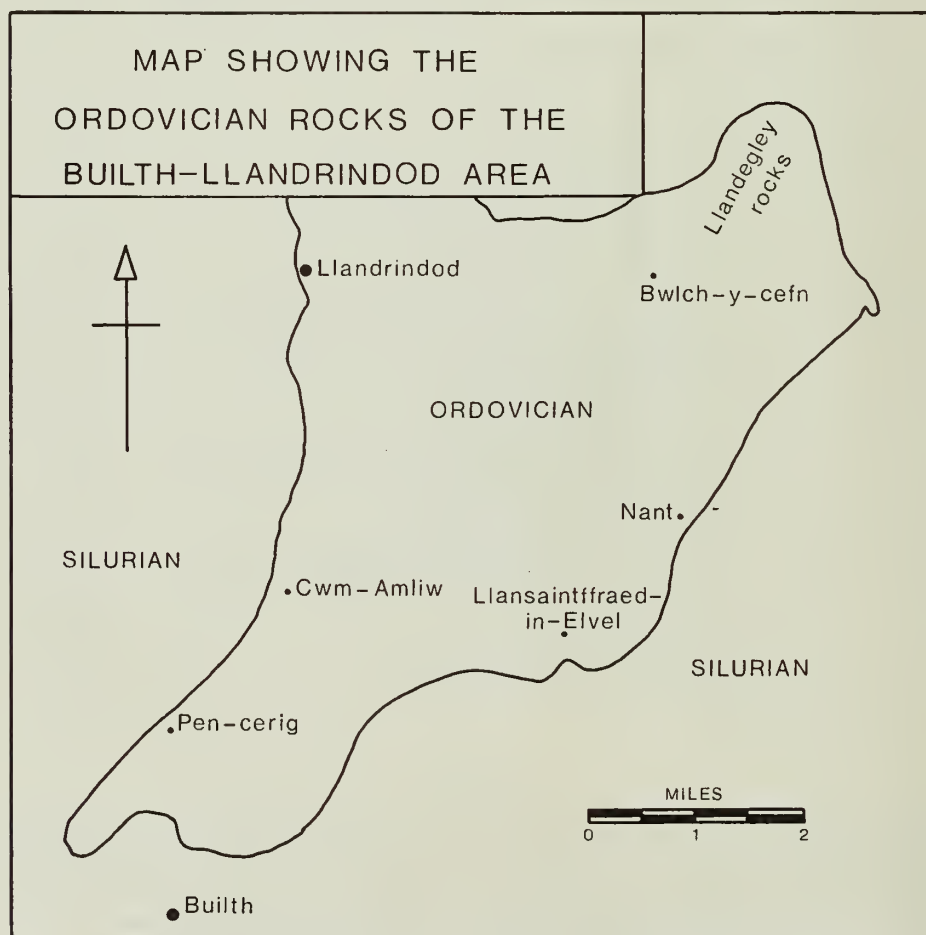 MAP SHOWING THE
ORDOVICIAN ROCKS OF THE
BUILTH-LLANDRINDOD AREA
Llandegley
rocks
Llandrindod
Bwlch-y-cefn
ORDOVICIAN
Nant
SILURIAN
Cwm-Amliw
Llansaintffraed-
in-Elvel
SILURIAN
Pen-cerig
MILES
0 1 2
Builth